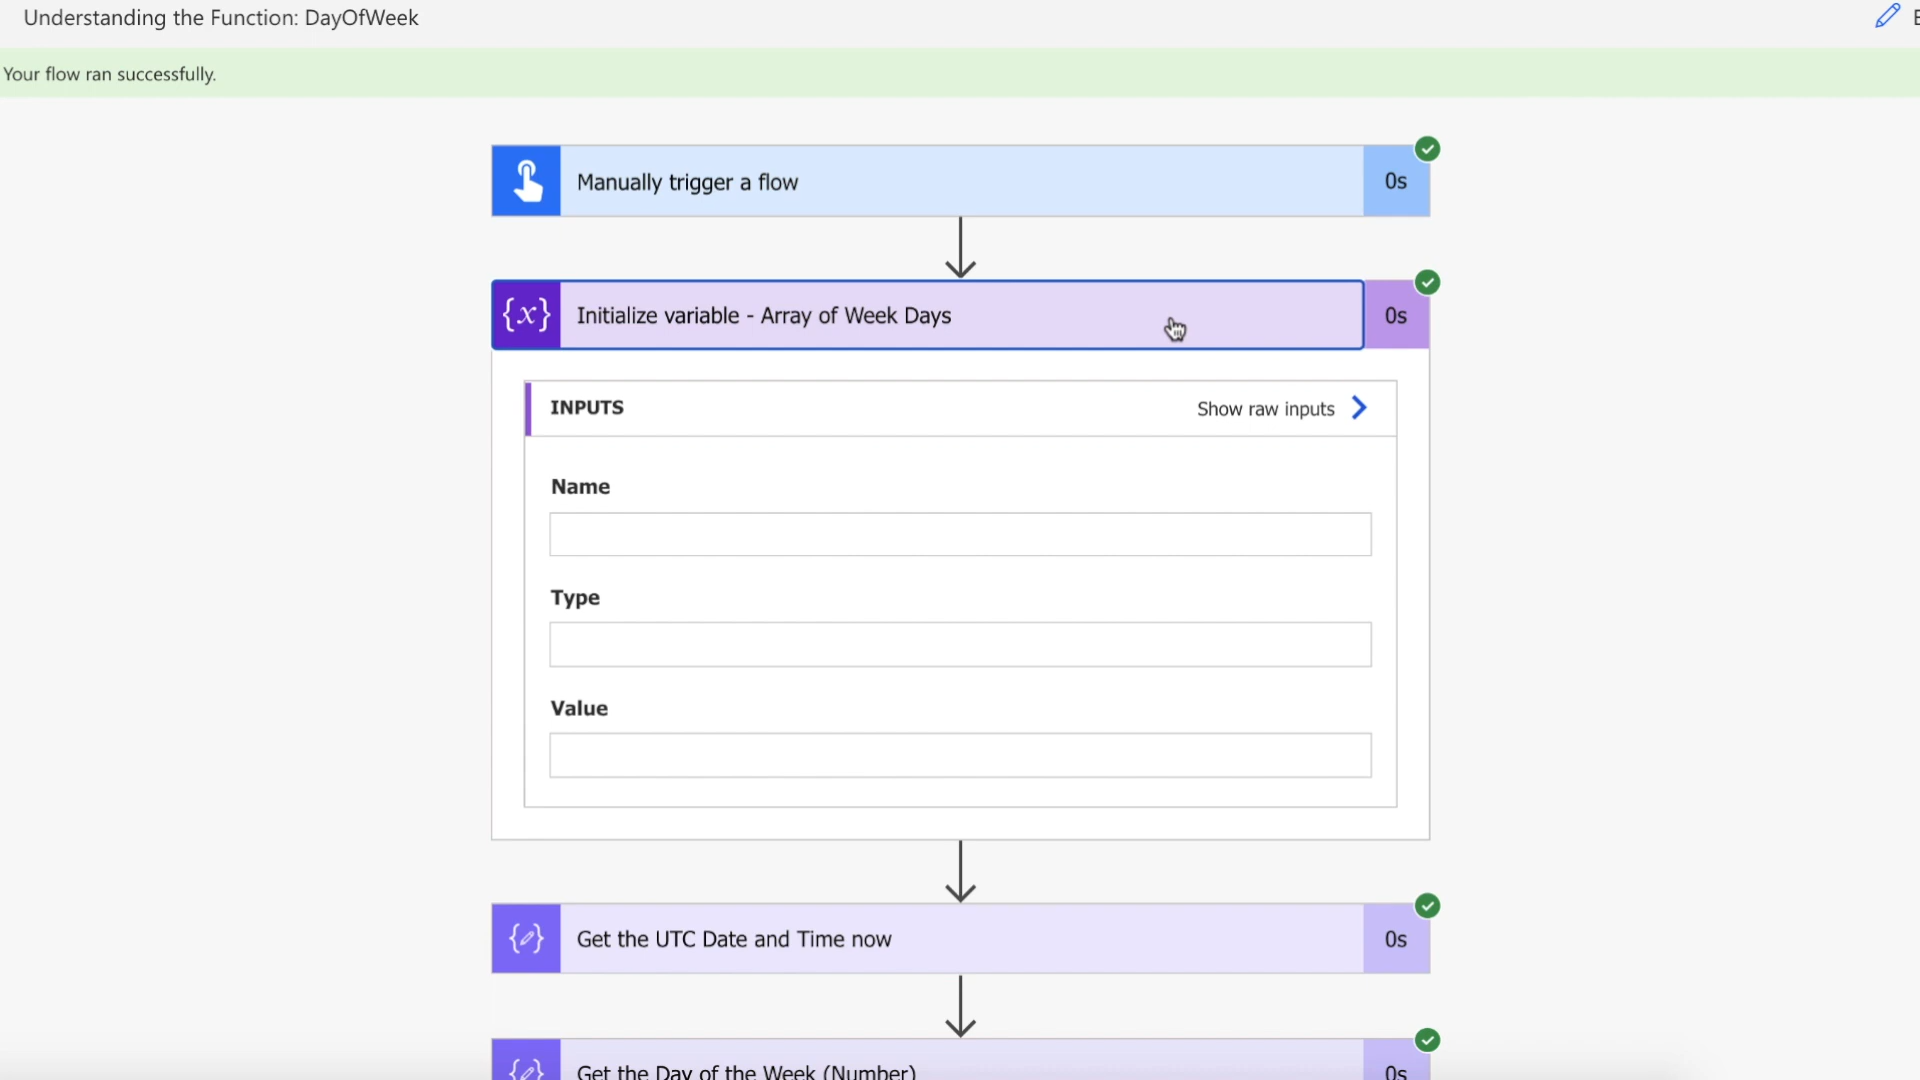 Understanding the Function: DayOfWeek
Your flow ran successfully.
Manually trigger a flow
0s
{x} Initialize variable - Array of Week Days
0s
INPUTS
Show raw inputs
Name
Type
Value
Get the UTC Date and Time now
0s
Get the Day of the Week (Number)
0s